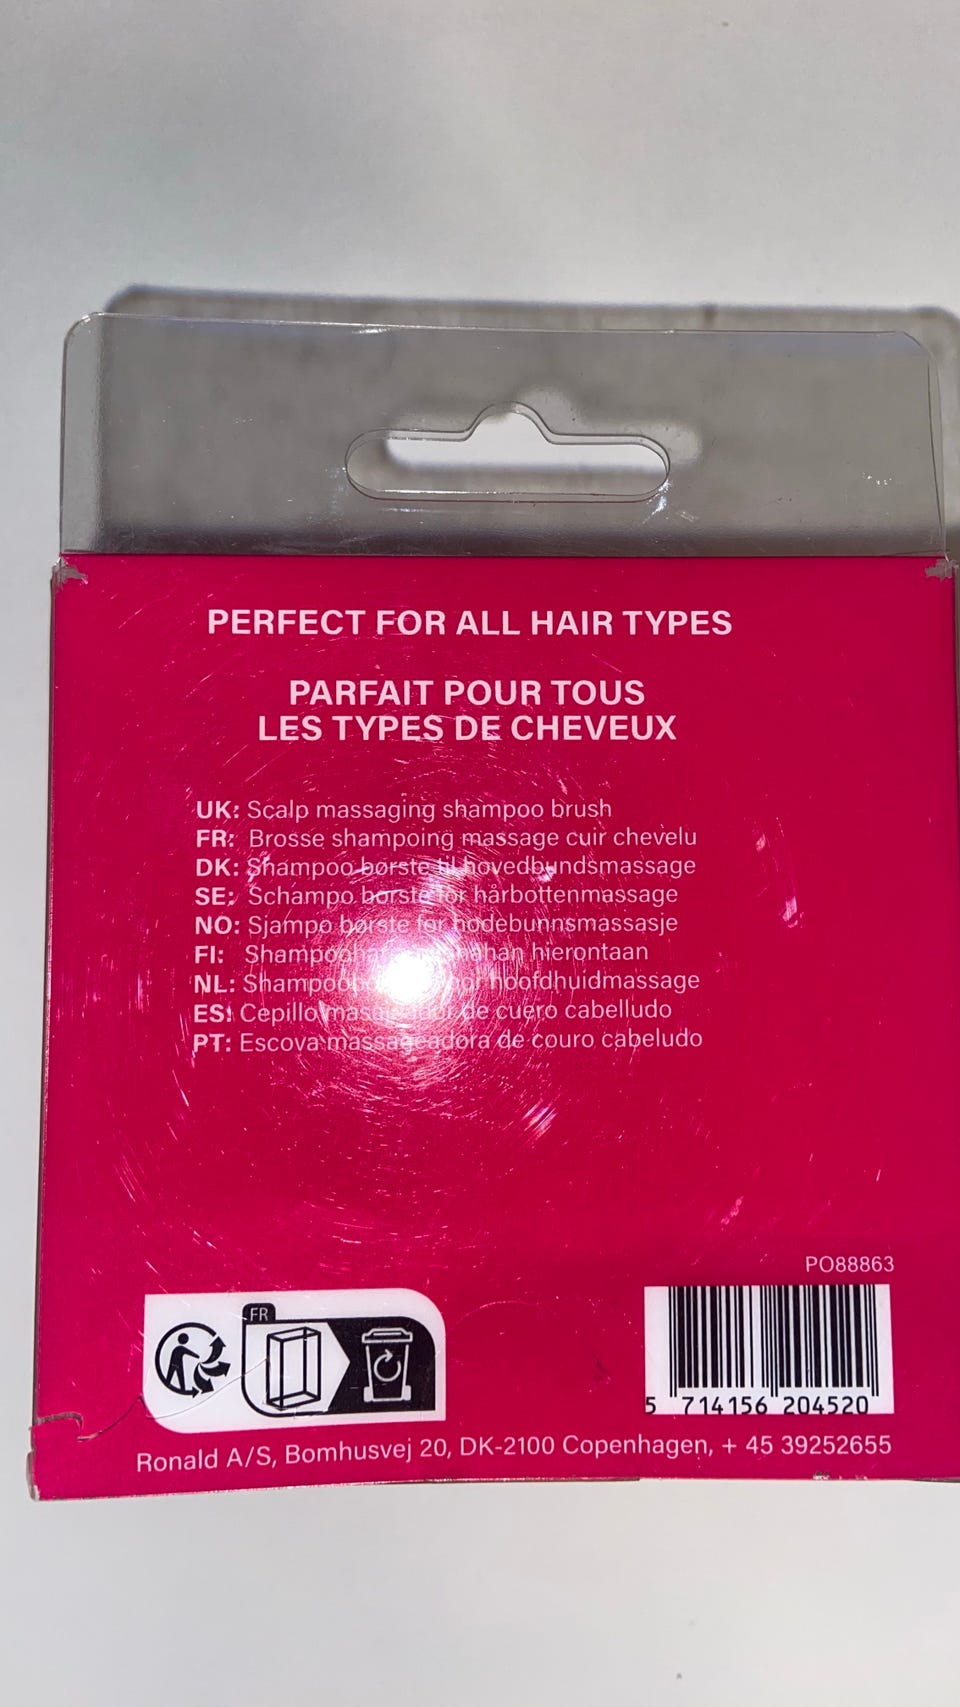 PERFECT FOR ALL HAIR TYPES
PARFAIT POUR TOUS
LES TYPES DE CHEVEUX
UK: Scalp massaging shampoo brush
FR: Brosse shampoing massage cuir chevelu
DK: Shampoo børste til hovedbundsmassage
SE: Schampo borste för hårbottenmassage
NO: Sjampo børste for hodebunnsmassasje
FI: hierontaan
NL: hoofdhuidmassage
ES: Cepillo de cuero cabelludo
PT: Escova massageadora de couro cabeludo
PO88863
FR
5 714156 204520
Ronald A/S, Bomhusvej 20, DK-2100 Copenhagen, + 45 39252655